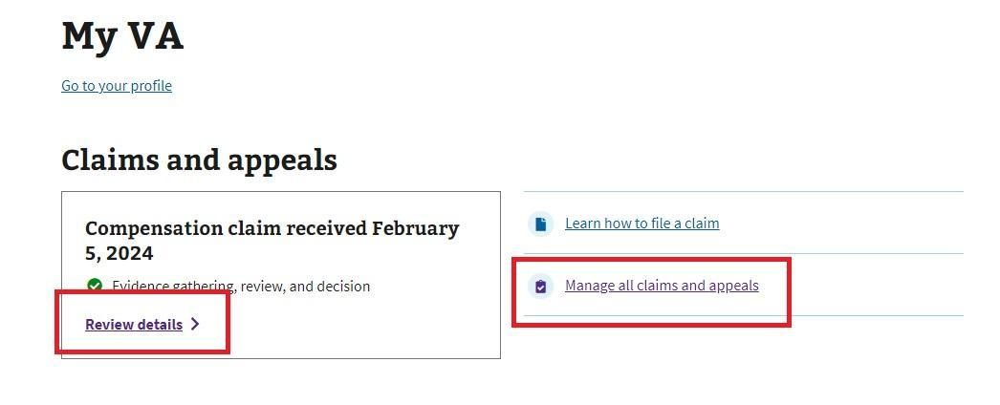 My VA
Go to your profile
Claims and appeals
Compensation claim received February
5, 2024
Evidence gathering, review, and decision
Review details
Learn how to file a claim
Manage all claims and appeals